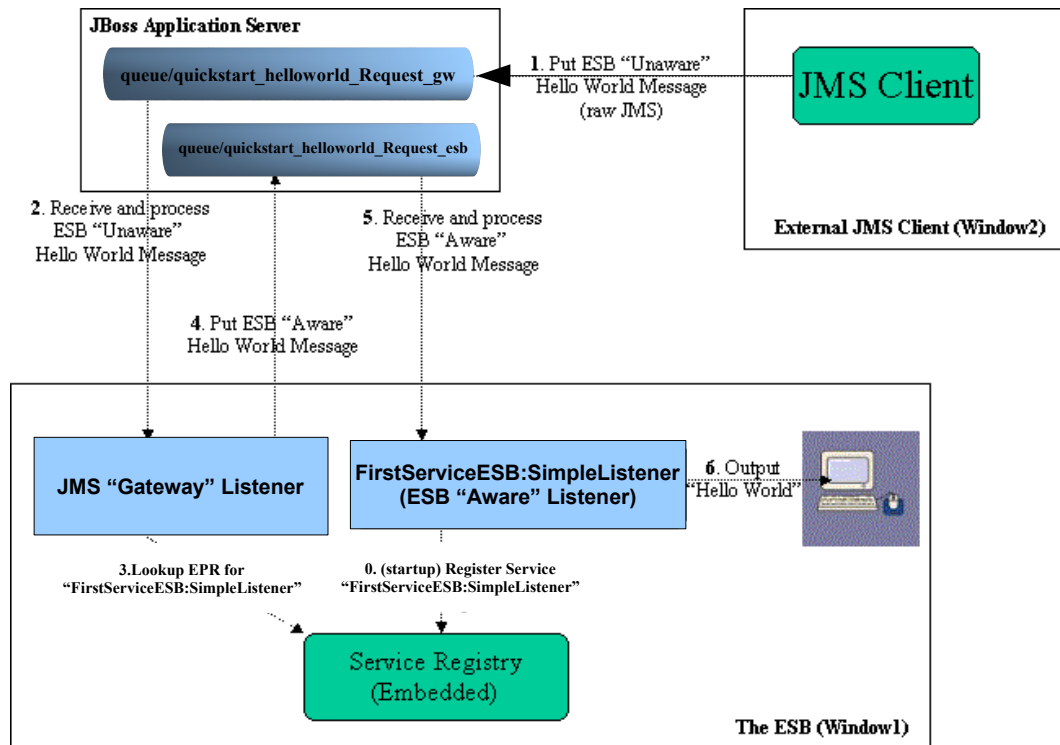 JBoss Application Server
queue/quickstart_helloworld_Request_gw
queue/quickstart_helloworld_Request_esb
1. Put ESB “Unaware”
Hello World Message
(raw JMS)
JMS Client
External JMS Client (Window2)
2. Receive and process
ESB “Unaware”
Hello World Message
5. Receive and process
ESB “Aware”
Hello World Message
4. Put ESB “Aware”
Hello World Message
JMS “Gateway” Listener
FirstServiceESB:SimpleListener
(ESB “Aware” Listener)
6. Output
“Hello World”
3.Lookup EPR for
“FirstServiceESB:SimpleListener”
0. (startup) Register Service
“FirstServiceESB:SimpleListener”
Service Registry
(Embedded)
The ESB (Window1)